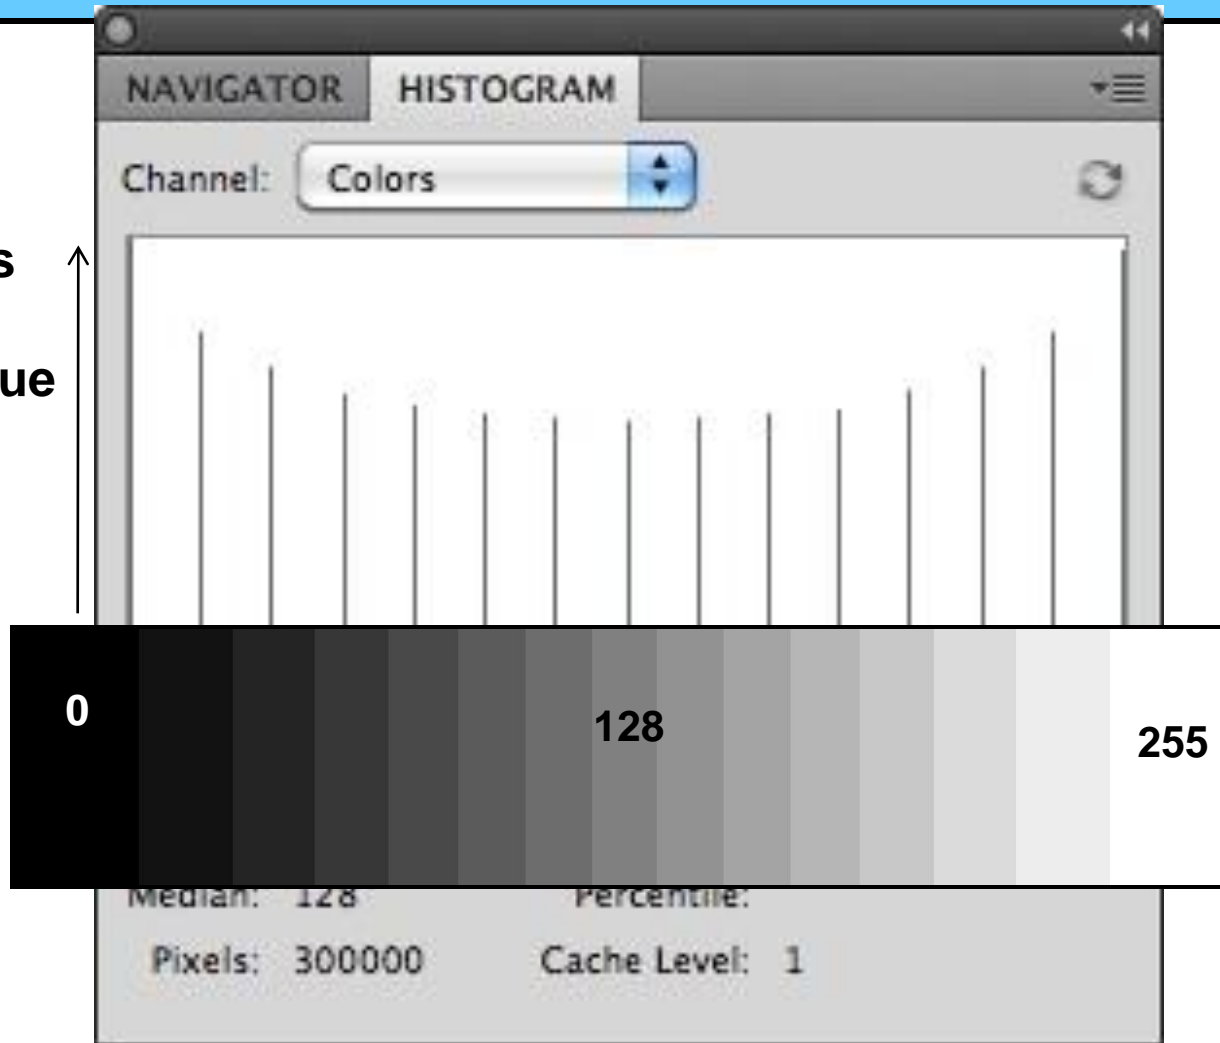 NAVIGATOR HISTOGRAM
Channel: Colors
s
ue
0 128 255
Median: 128 Percentile:
Pixels: 300000 Cache Level: 1